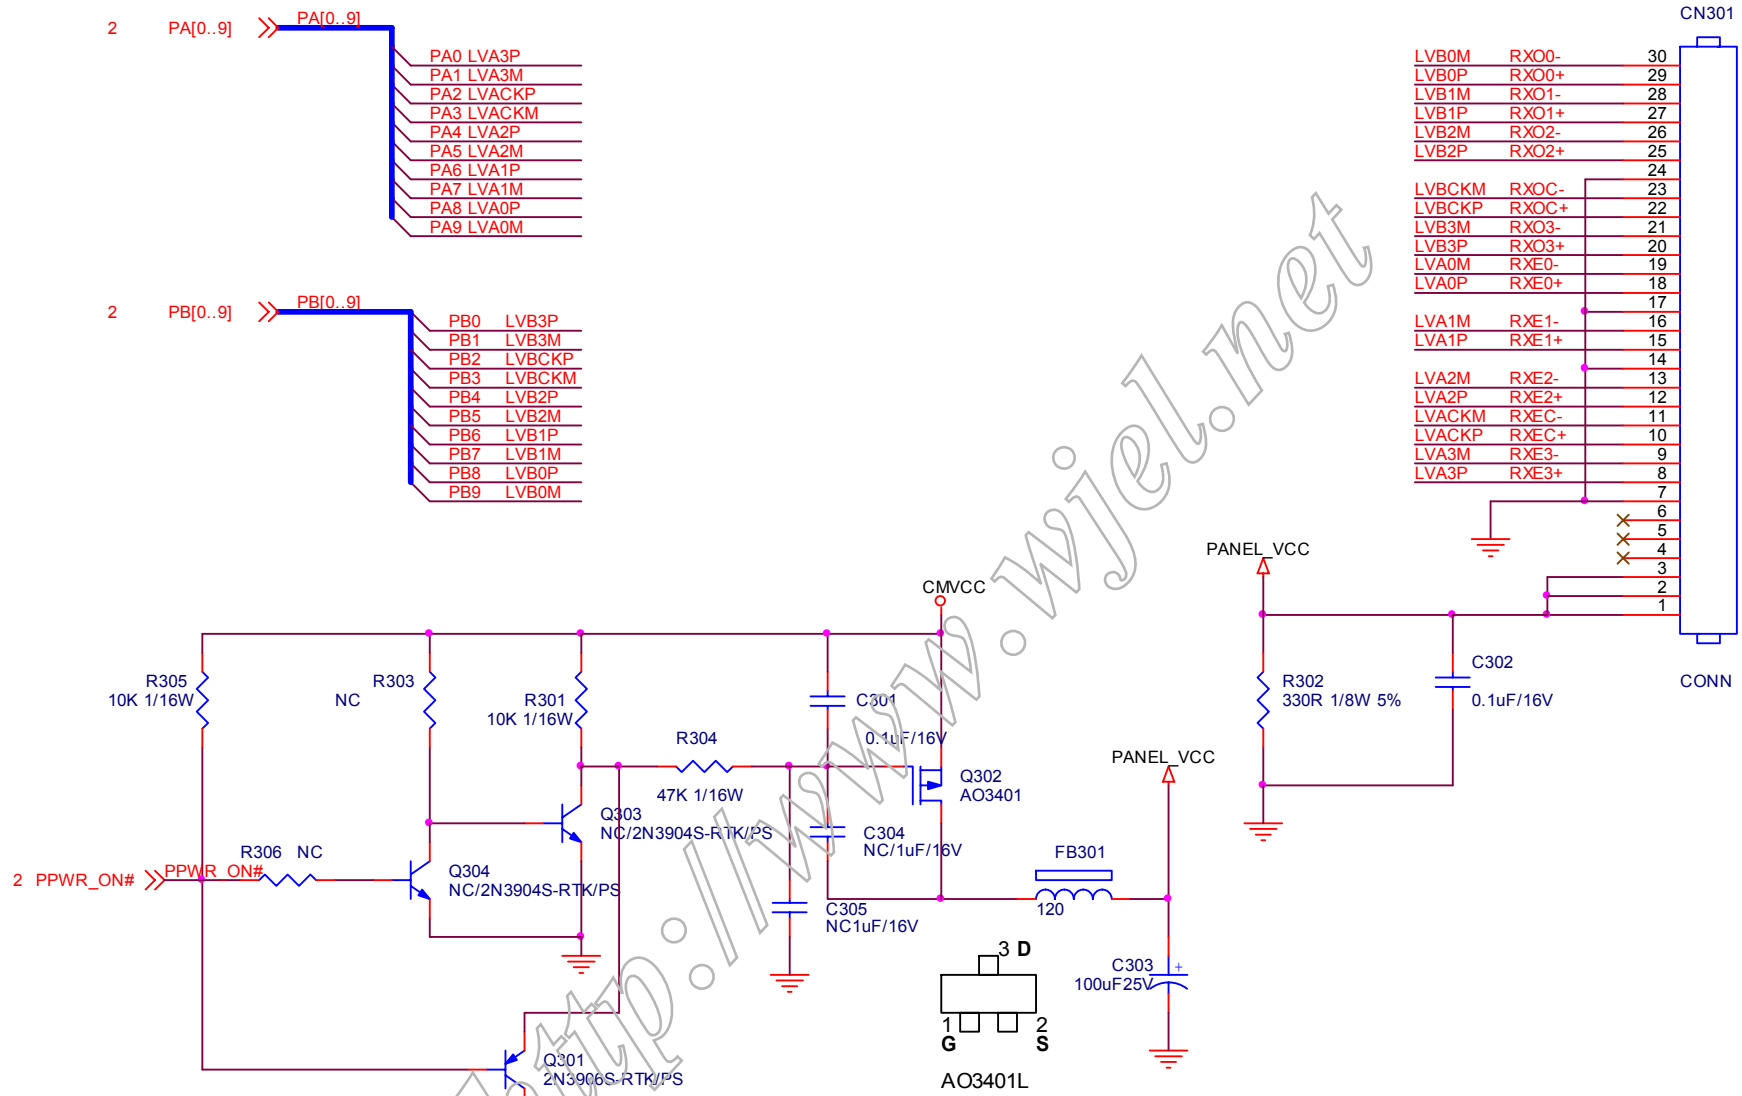 2 PA[0..9] PA[0..9]
PA0 LVA3P
PA1 LVA3M
PA2 LVACKP
PA3 LVACKM
PA4 LVA2P
PA5 LVA2M
PA6 LVA1P
PA7 LVA1M
PA8 LVA0P
PA9 LVA0M
2 PB[0..9] PB[0..9]
PB0 LVB3P
PB1 LVB3M
PB2 LVBCKP
PB3 LVBCKM
PB4 LVB2P
PB5 LVB2M
PB6 LVB1P
PB7 LVB1M
PB8 LVB0P
PB9 LVB0M
CN301
LVB0M RXO0- 30
LVB0P RXO0+ 29
LVB1M RXO1- 28
LVB1P RXO1+ 27
LVB2M RXO2- 26
LVB2P RXO2+ 25
24
LVBCKM RXOC- 23
LVBCKP RXOC+ 22
LVB3M RXO3- 21
LVB3P RXO3+ 20
LVA0M RXE0- 19
LVA0P RXE0+ 18
17
LVA1M RXE1- 16
LVA1P RXE1+ 15
14
LVA2M RXE2- 13
LVA2P RXE2+ 12
LVACKM RXEC- 11
LVACKP RXEC+ 10
LVA3M RXE3- 9
LVA3P RXE3+ 8
7
6
5
4
3
2
1
CONN
PANEL_VCC
R302
330R 1/8W 5%
C302
0.1uF/16V
CMVCC
R305
10K 1/16W
R303
NC
R301
10K 1/16W
R304
47K 1/16W
C301
0.1uF/16V
Q302
AO3401
PANEL_VCC
Q303
NC/2N3904S-RTK/PS
C304
NC/1uF/16V
R306 NC
2 PPWR_ON# PPWR_ON#
Q304
NC/2N3904S-RTK/PS
FB301
120
C305
NC1uF/16V
C303
+
100uF25V
3 D
1
G
2
S
AO3401L
Q301
2N3906S-RTK/PS
http://www.wjel.net